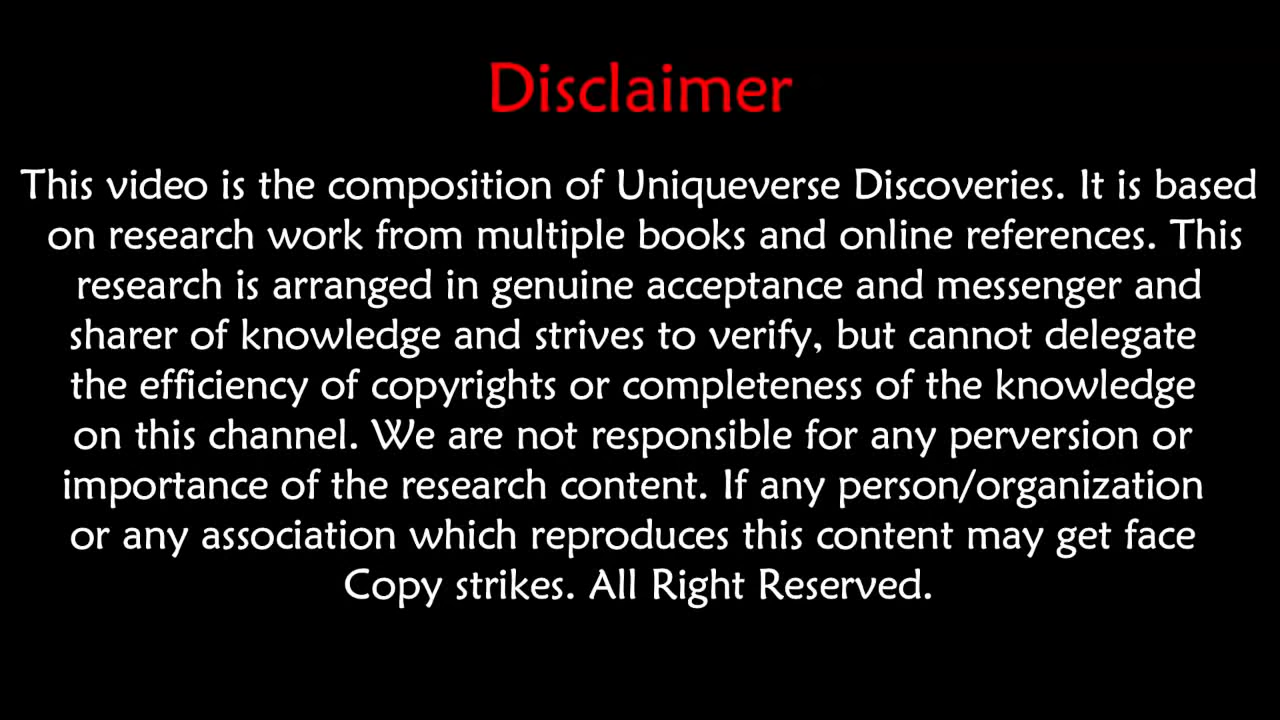 Disclaimer
This video is the composition of Uniqueverse Discoveries. It is based
on research work from multiple books and online references. This
research is arranged in genuine acceptance and messenger and
sharer of knowledge and strives to verify, but cannot delegate
the efficiency of copyrights or completeness of the knowledge
on this channel. We are not responsible for any perversion or
importance of the research content. If any person/organization
or any association which reproduces this content may get face
Copy strikes. All Right Reserved.